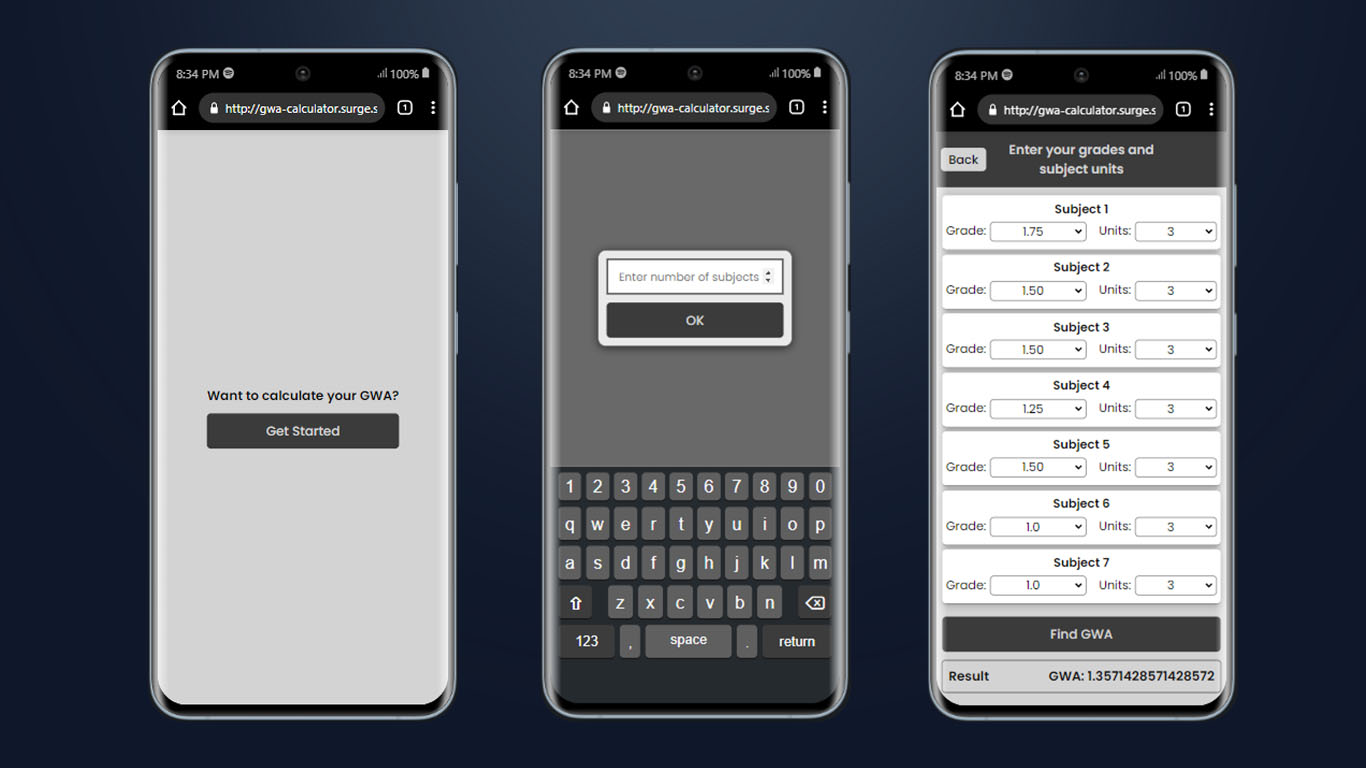 8:34 PM
100%
http://gwa-calculator.surge.s
1
Want to calculate your GWA?
Get Started
8:34 PM
100%
http://gwa-calculator.surge.s
1
Enter number of subjects
OK
1 2 3 4 5 6 7 8 9 0
q w e r t y u i o p
a s d f g h j k l m
z x c v b n
123 , space . return
8:34 PM
100%
http://gwa-calculator.surge.s
1
Back
Enter your grades and
subject units
Subject 1
Grade: 1.75 Units: 3
Subject 2
Grade: 1.50 Units: 3
Subject 3
Grade: 1.50 Units: 3
Subject 4
Grade: 1.25 Units: 3
Subject 5
Grade: 1.50 Units: 3
Subject 6
Grade: 1.0 Units: 3
Subject 7
Grade: 1.0 Units: 3
Find GWA
Result GWA: 1.3571428571428572